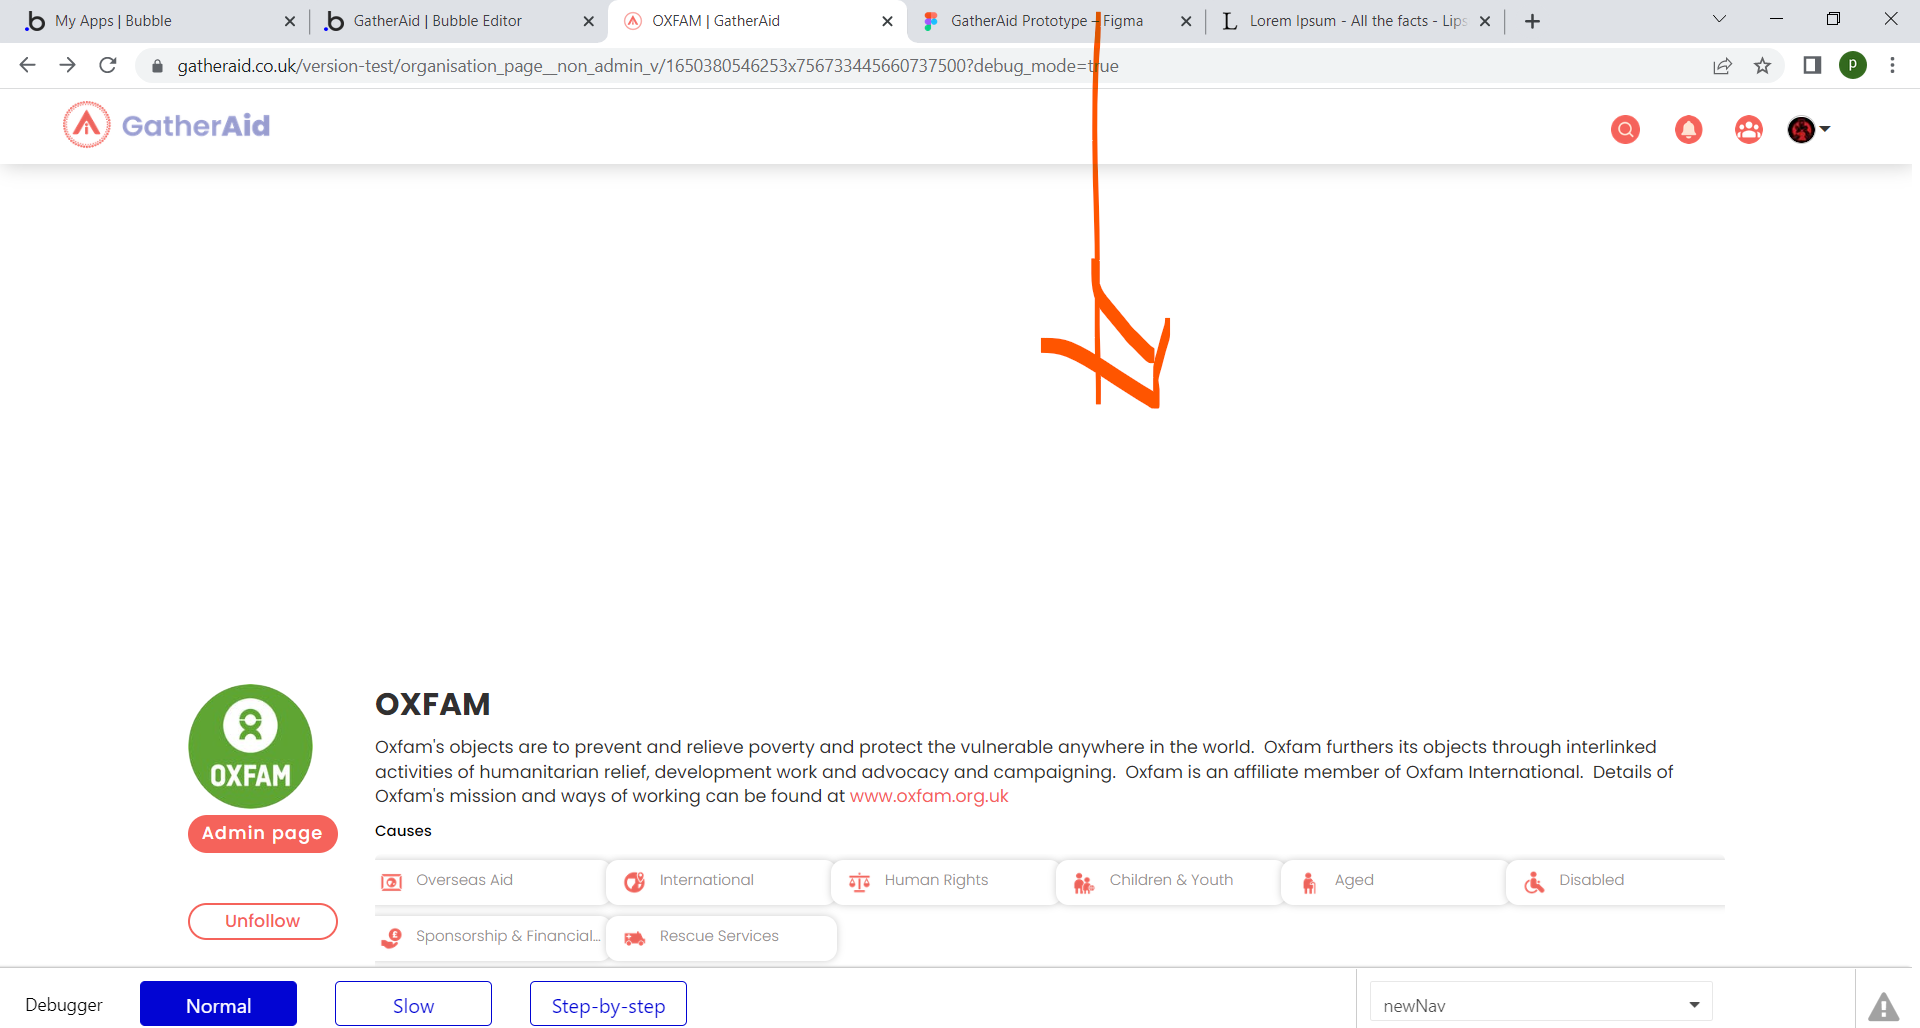 My Apps | Bubble
GatherAid | Bubble Editor
OXFAM | GatherAid
GatherAid Prototype – Figma
Lorem Ipsum - All the facts - Lips
gatheraid.co.uk/version-test/organisation_page__non_admin_v/1650380546253x756733445660737500?debug_mode=true
P
GatherAid
OXFAM
OXFAM
Admin page
Unfollow
Oxfam's objects are to prevent and relieve poverty and protect the vulnerable anywhere in the world.  Oxfam furthers its objects through interlinked
activities of humanitarian relief, development work and advocacy and campaigning.  Oxfam is an affiliate member of Oxfam International.  Details of
Oxfam's mission and ways of working can be found at www.oxfam.org.uk
Causes
Overseas Aid
International
Human Rights
Children & Youth
Aged
Disabled
Sponsorship & Financial...
Rescue Services
Debugger
Normal
Slow
Step-by-step
newNav